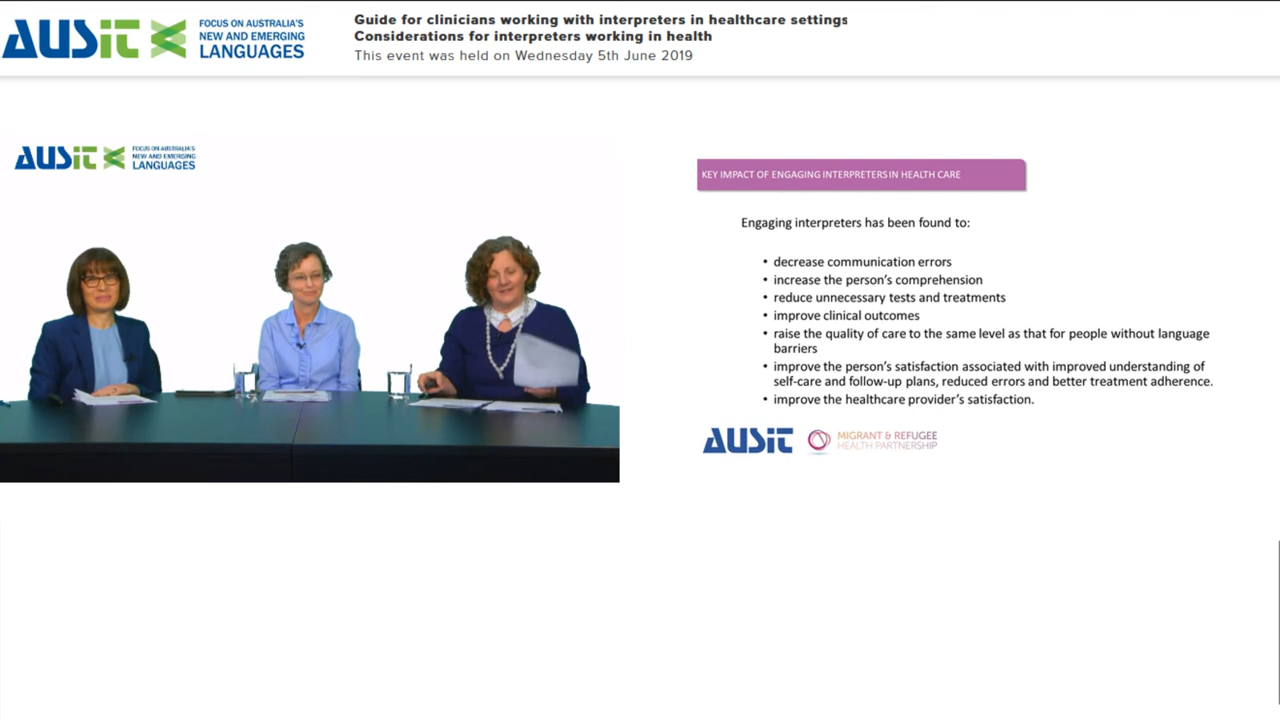 AUSiT
FOCUS ON AUSTRALIA'S
NEW AND EMERGING
LANGUAGES
Guide for clinicians working with interpreters in healthcare settings
Considerations for interpreters working in health
This event was held on Wednesday 5th June 2019
AUSiT
FOCUS ON AUSTRALIA'S
NEW AND EMERGING
LANGUAGES
KEY IMPACT OF ENGAGING INTERPRETERS IN HEALTH CARE
Engaging interpreters has been found to:
• decrease communication errors
• increase the person's comprehension
• reduce unnecessary tests and treatments
• improve clinical outcomes
• raise the quality of care to the same level as that for people without language
barriers
• improve the person's satisfaction associated with improved understanding of
self-care and follow-up plans, reduced errors and better treatment adherence.
• improve the healthcare provider's satisfaction.
AUSiT
MIGRANT & REFUGEE
HEALTH PARTNERSHIP